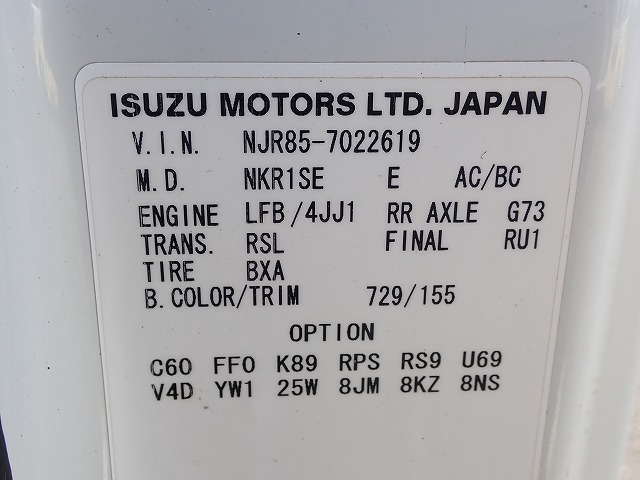 ISUZU MOTORS LTD. JAPAN
V.I.N. NJR85-7022619
M.D. NKR1SE E AC/BC
ENGINE LFB/4JJ1 RR AXLE G73
TRANS. RSL FINAL RU1
TIRE BXA
B.COLOR/TRIM 729/155
OPTION
C60 FF0 K89 RPS RS9 U69
V4D YW1 25W 8JM 8KZ 8NS